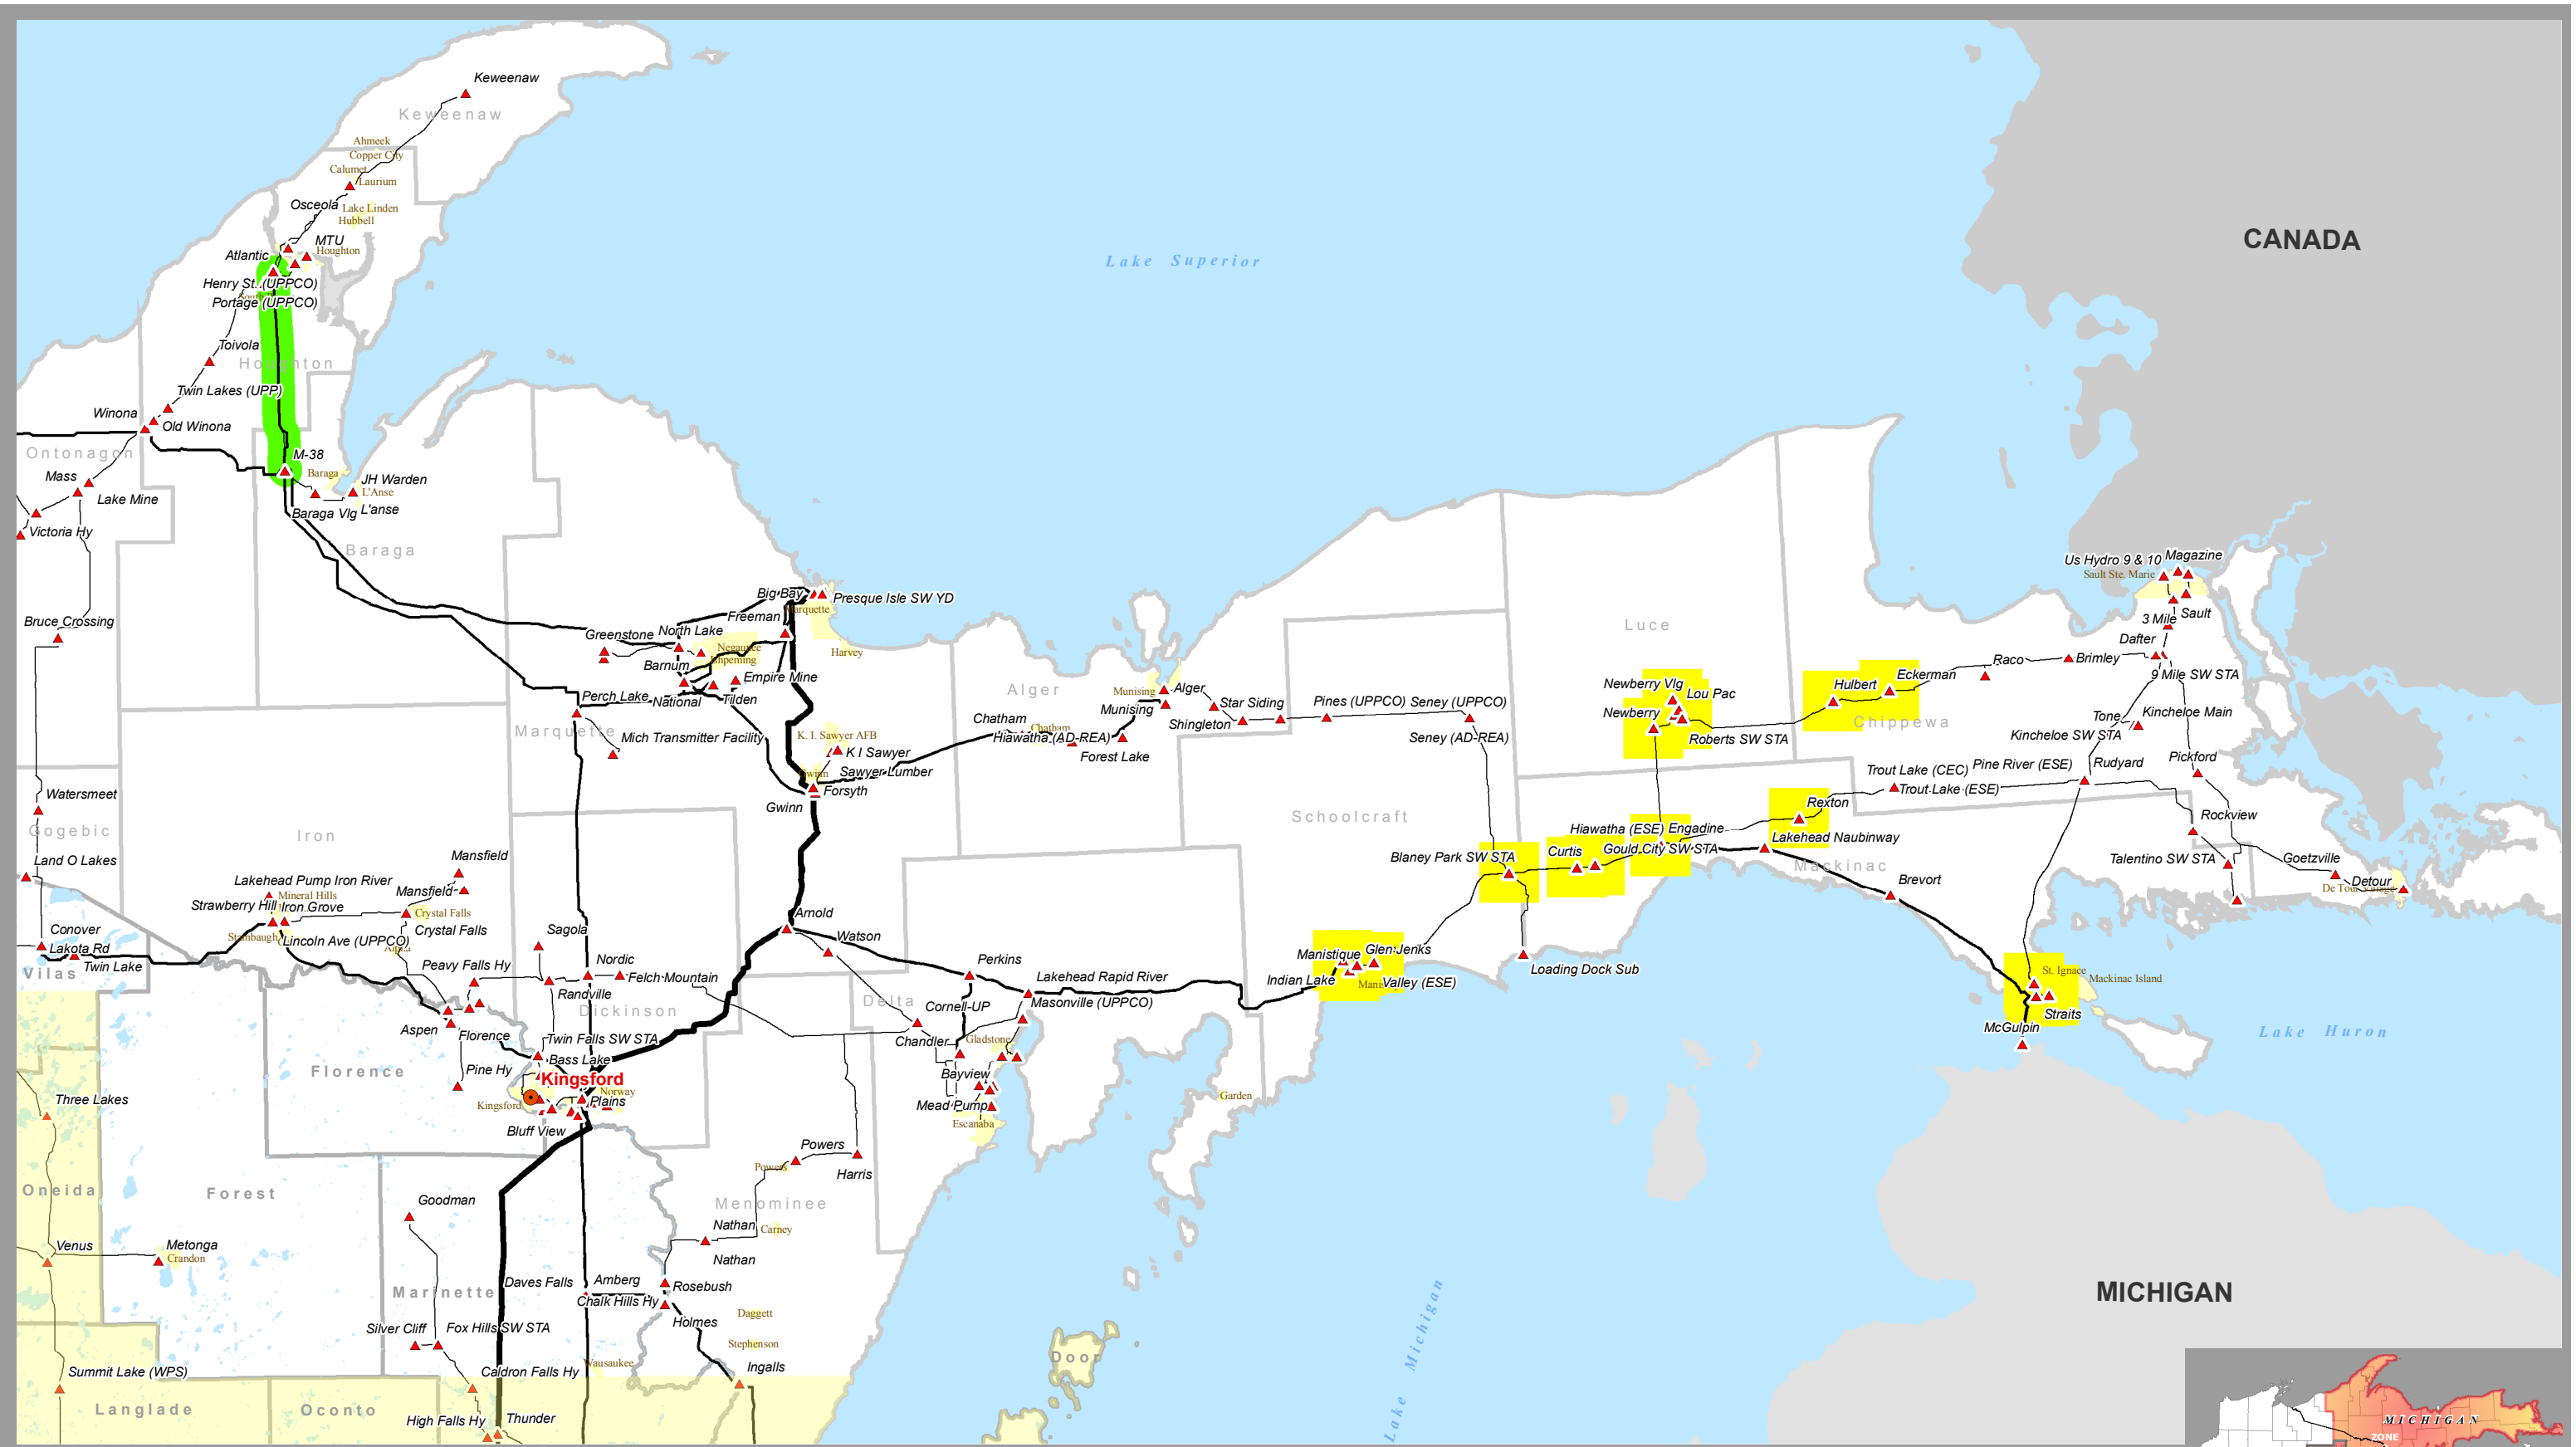 Keweenaw
Keweenaw
Ahmeek
Copper City
Calumet
Laurium
Osceola
Lake Linden
Hubbell
MTU
Houghton
Atlantic
Henry St. (UPPCO)
Portage (UPPCO)
Toivola
Houghton
Twin Lakes (UPP)
Winona
Old Winona
Ontonagon
M-38
Baraga
Mass
Lake Mine
JH Warden
L'Anse
L'anse
Baraga Vlg
Victoria Hy
Baraga
Lake Superior
CANADA
Bruce Crossing
Big Bay
Presque Isle SW YD
Marquette
Freeman
Greenstone
North Lake
Negaunee
Ishpeming
Harvey
Barnum
Empire Mine
Perch Lake
National
Tilden
Marquette
Mich Transmitter Facility
K. I. Sawyer AFB
K I Sawyer
Gwinn
Sawyer Lumber
Forsyth
Gwinn
Alger
Chatham
Chatham
Hiawatha (AD-REA)
Forest Lake
Munising
Munising
Alger
Star Siding
Shingleton
Pines (UPPCO)
Seney (UPPCO)
Seney (AD-REA)
Luce
Newberry Vlg
Lou Pac
Newberry
Roberts SW STA
Hulbert
Eckerman
Chippewa
Raco
Brimley
Us Hydro 9 & 10
Magazine
Sault Ste. Marie
Sault
3 Mile
Dafter
9 Mile SW STA
Tone
Kincheloe Main
Kincheloe SW STA
Pickford
Trout Lake (CEC)
Pine River (ESE)
Rudyard
Trout Lake (ESE)
Rexton
Rockview
Lakehead Naubinway
Talentino SW STA
Goetzville
Detour
De Tour Village
Mackinac
Brevort
Schoolcraft
Hiawatha (ESE)
Engadine
Blaney Park SW STA
Curtis
Gould City SW STA
Manistique
Glen Jenks
Indian Lake
Valley (ESE)
Loading Dock Sub
St. Ignace
Mackinac Island
Straits
McGulpin
Lake Huron
Watersmeet
Gogebic
Iron
Land O Lakes
Mansfield
Mansfield
Lakehead Pump Iron River
Mineral Hills
Strawberry Hill
Iron Grove
Crystal Falls
Crystal Falls
Stambaugh
Lincoln Ave (UPPCO)
Conover
Lakota Rd
Twin Lake
Vilas
Sagola
Peavy Falls Hy
Nordic
Felch Mountain
Randville
Dickinson
Arnold
Watson
Perkins
Lakehead Rapid River
Masonville (UPPCO)
Delta
Cornell-UP
Chandler
Gladstone
Bayview
Mead Pump
Escanaba
Garden
Aspen
Florence
Twin Falls SW STA
Bass Lake
Florence
Pine Hy
Kingsford
Kingsford
Norway
Plains
Bluff View
Three Lakes
Powers
Powers
Harris
Oneida
Forest
Goodman
Menominee
Nathan
Carney
Nathan
Venus
Metonga
Crandon
Marinette
Daves Falls
Amberg
Rosebush
Chalk Hills Hy
Daggett
Holmes
Silver Cliff
Fox Hills SW STA
Stephenson
Wausaukee
Ingalls
Summit Lake (WPS)
Caldron Falls Hy
Langlade
Oconto
High Falls Hy
Thunder
Door
Lake Michigan
MICHIGAN
MICHIGAN
ZONE